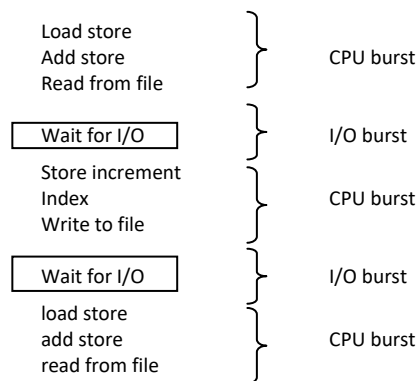 Load store
Add store CPU burst
Read from file
Wait for I/O I/O burst
Store increment
Index CPU burst
Write to file
Wait for I/O I/O burst
load store
add store CPU burst
read from file